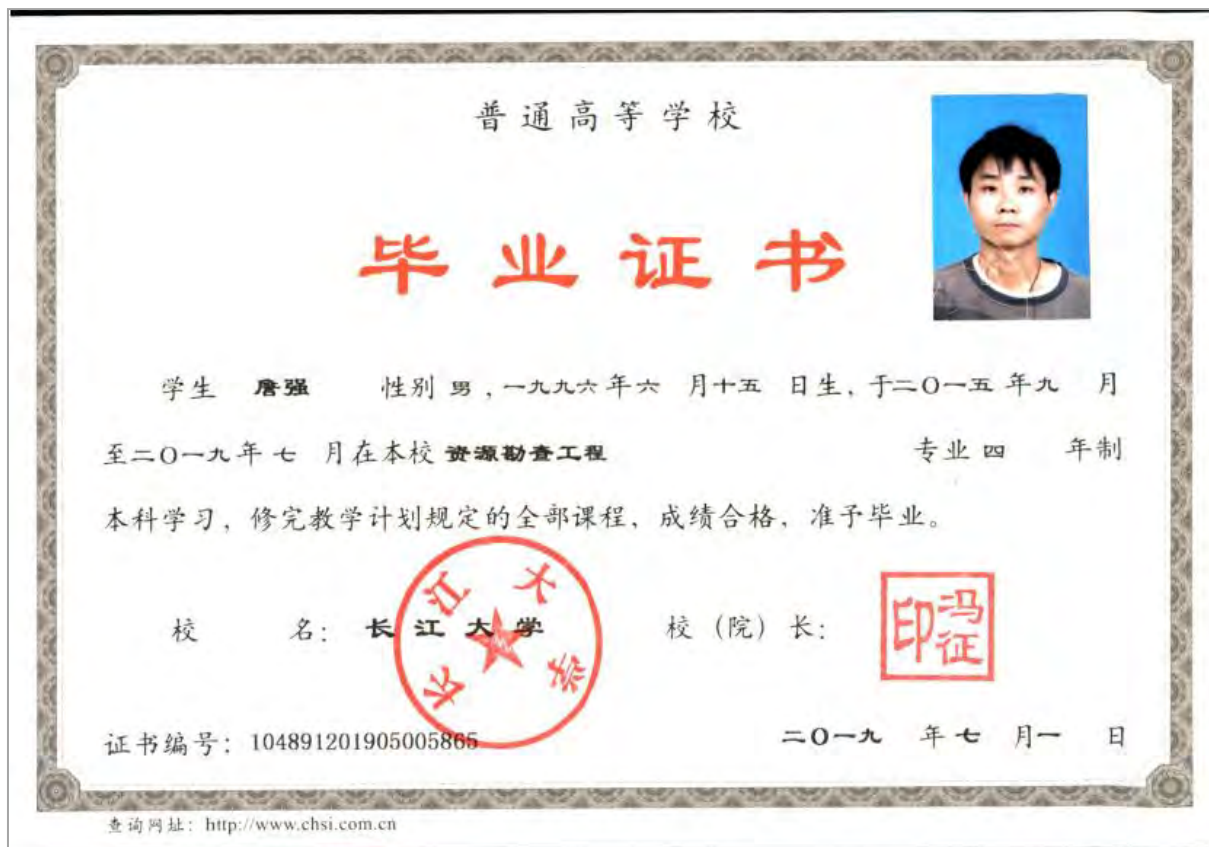 普通高等学校
毕业证书
学生 詹强 性别 男，一九九六年六 月十五 日生，于二〇一五 年九 月
至二〇一九年 七 月在本校 资源勘查工程 专业 四 年制
本科学习，修完教学计划规定的全部课程，成绩合格，准予毕业。
校 名： 长江大学 校（院）长： 冯征印
长江大学
证书编号：104891201905005865 二〇一九 年七 月一 日
查询网址：http://www.chsi.com.cn